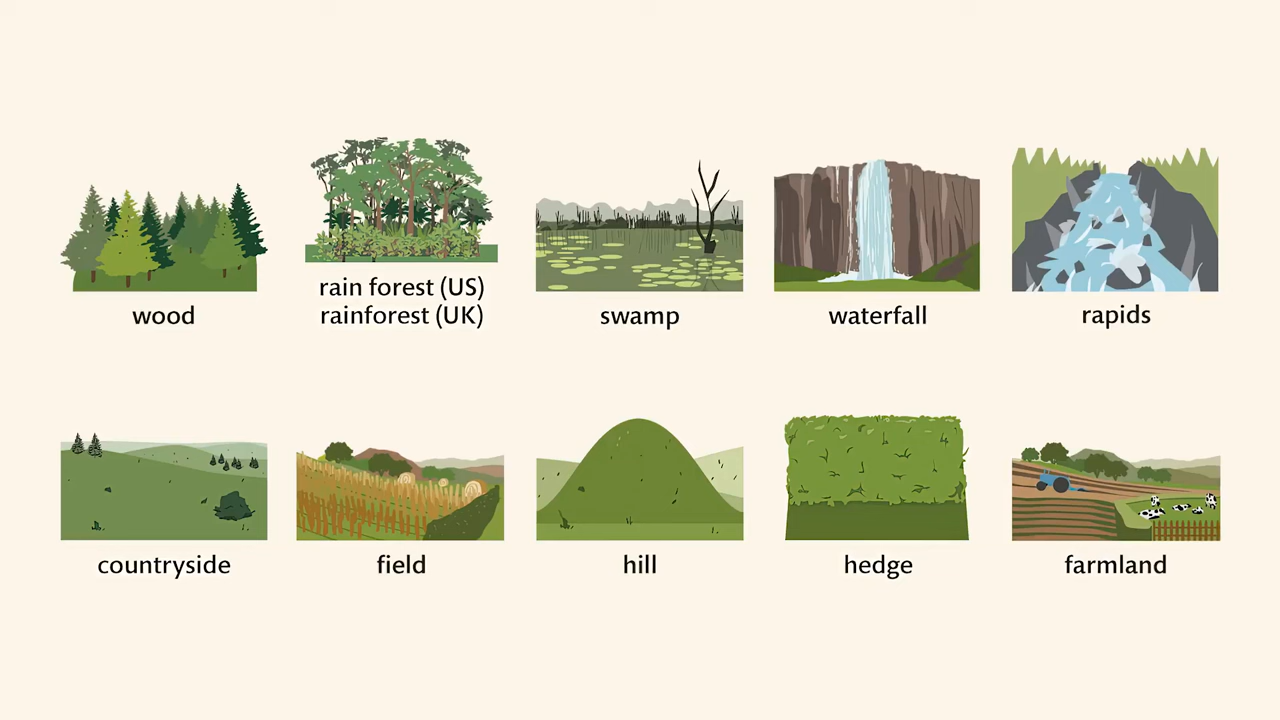 wood
rain forest (US)
rainforest (UK)
swamp
waterfall
rapids
countryside
field
hill
hedge
farmland